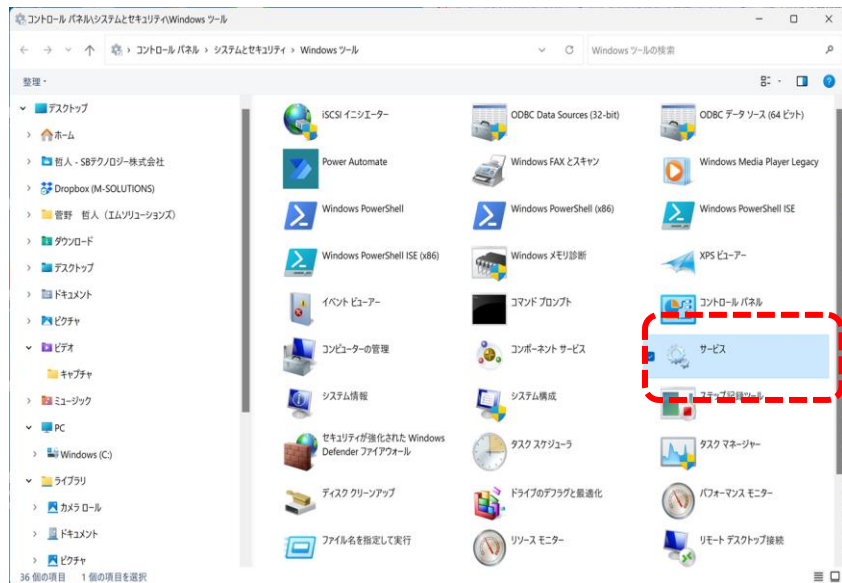 コントロール パネル\システムとセキュリティ\Windows ツール
コントロール パネル › システムとセキュリティ › Windows ツール
Windows ツールの検索
整理
デスクトップ
ホーム
哲人 - SBテクノロジー株式会社
Dropbox (M-SOLUTIONS)
菅野 哲人（エムソリューションズ）
ダウンロード
デスクトップ
ドキュメント
ピクチャ
ビデオ
キャプチャ
ミュージック
PC
Windows (C:)
ライブラリ
カメラ ロール
ドキュメント
ピクチャ
iSCSI イニシエーター
ODBC Data Sources (32-bit)
ODBC データ ソース (64 ビット)
Power Automate
Windows FAX とスキャン
Windows Media Player Legacy
Windows PowerShell
Windows PowerShell (x86)
Windows PowerShell ISE
Windows PowerShell ISE (x86)
Windows メモリ診断
XPS ビューアー
イベント ビューアー
コマンド プロンプト
コントロール パネル
コンピューターの管理
コンポーネント サービス
サービス
システム情報
システム構成
ステップ記録ツール
セキュリティが強化された Windows
Defender ファイアウォール
タスク スケジューラ
タスク マネージャー
ディスク クリーンアップ
ドライブのデフラグと最適化
パフォーマンス モニター
ファイル名を指定して実行
リソース モニター
リモート デスクトップ接続
36 個の項目 1 個の項目を選択